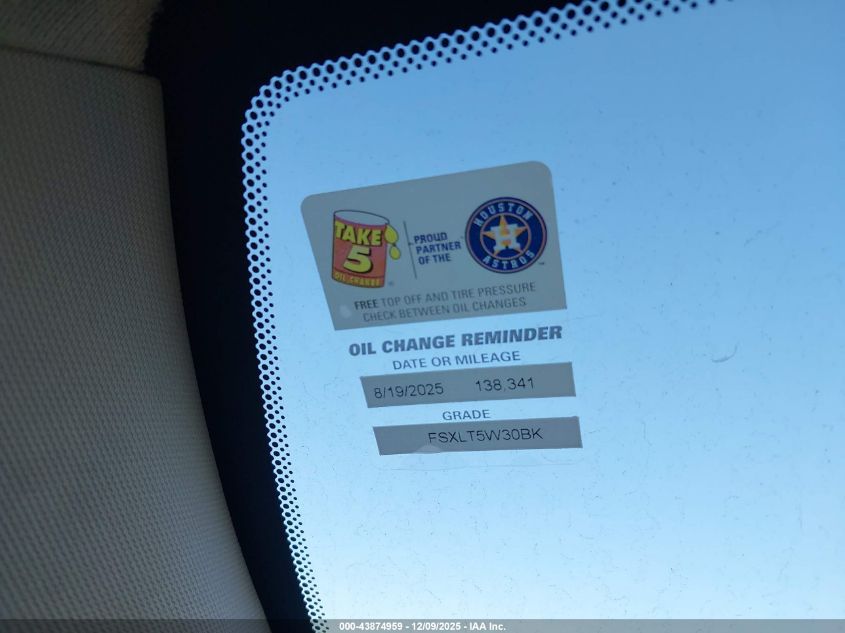 TAKE
5
OIL CHANGE
PROUD
PARTNER
OF THE
HOUSTON
ASTROS
H
FREE TOP OFF AND TIRE PRESSURE
CHECK BETWEEN OIL CHANGES
OIL CHANGE REMINDER
DATE OR MILEAGE
8/19/2025 138,341
GRADE
FSXLT5W30BK
000-43874959 - 12/09/2025 - IAA Inc.